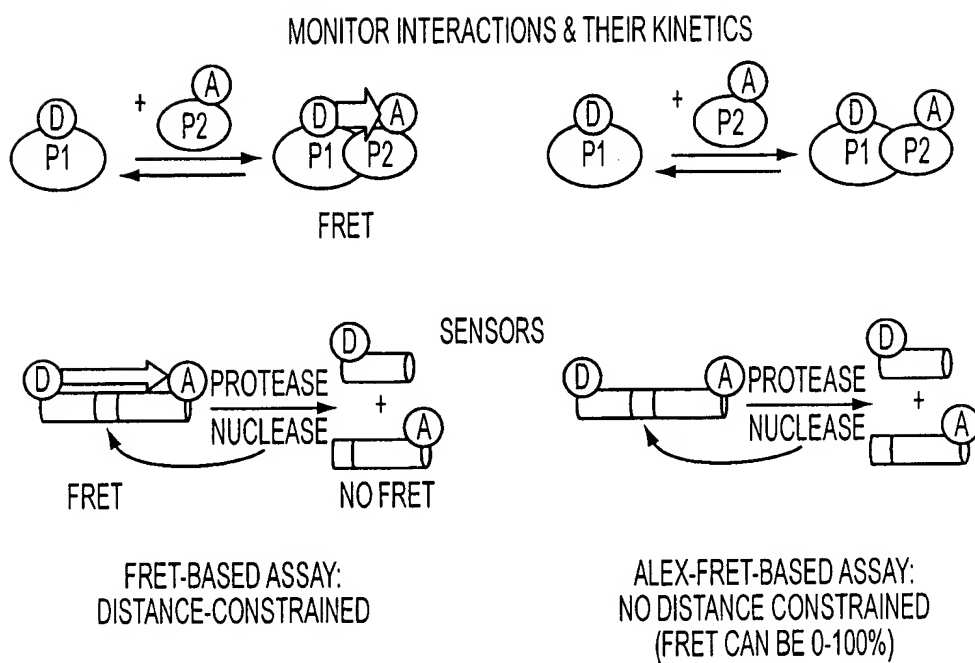 MONITOR INTERACTIONS & THEIR KINETICS
D
P1
+
A
P2
D
A
P1
P2
FRET
D
P1
+
A
P2
D
A
P1
P2
SENSORS
D
A
PROTEASE
NUCLEASE
D
+
A
FRET
NO FRET
D
A
PROTEASE
NUCLEASE
D
+
A
FRET-BASED ASSAY:
DISTANCE-CONSTRAINED
ALEX-FRET-BASED ASSAY:
NO DISTANCE CONSTRAINED
(FRET CAN BE 0-100%)